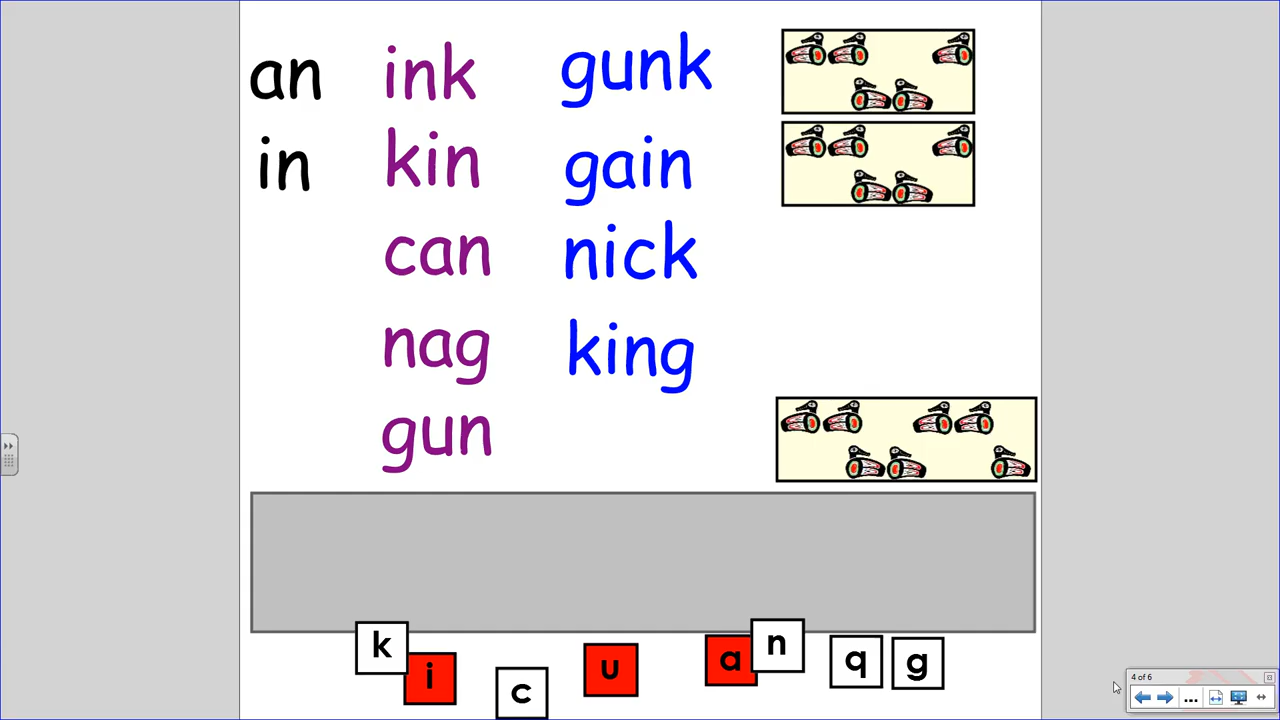 an ink gunk
in kin gain
can nick
nag king
gun
k i c u a n q g
4 of 6